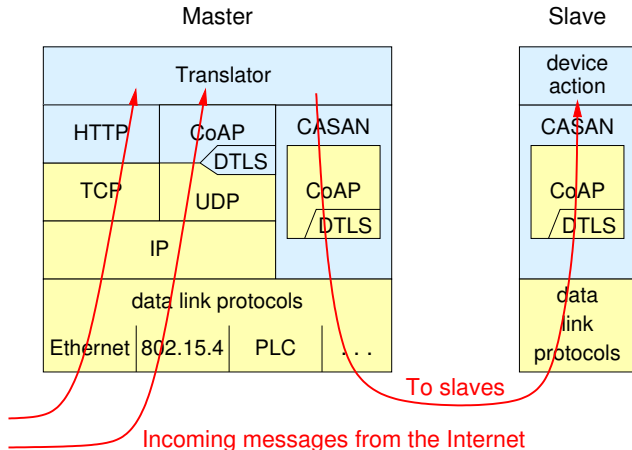 Master
Slave
Translator
device
action
HTTP
CoAP
CASAN
CASAN
DTLS
TCP
UDP
CoAP
CoAP
DTLS
DTLS
IP
data link protocols
data
link
protocols
Ethernet
802.15.4
PLC
. . .
To slaves
Incoming messages from the Internet